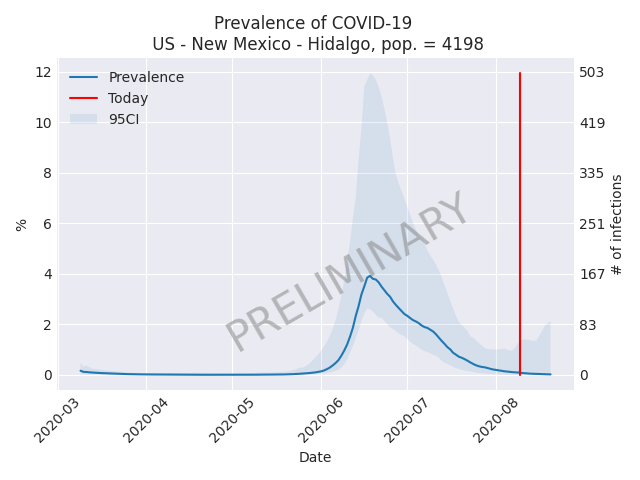 Prevalence of COVID-19
US - New Mexico - Hidalgo, pop. = 4198
Prevalence
Today
95CI
12
10
8
6
4
2
0
%
503
419
335
251
167
83
0
# of infections
PRELIMINARY
2020-03
2020-04
2020-05
2020-06
2020-07
2020-08
Date